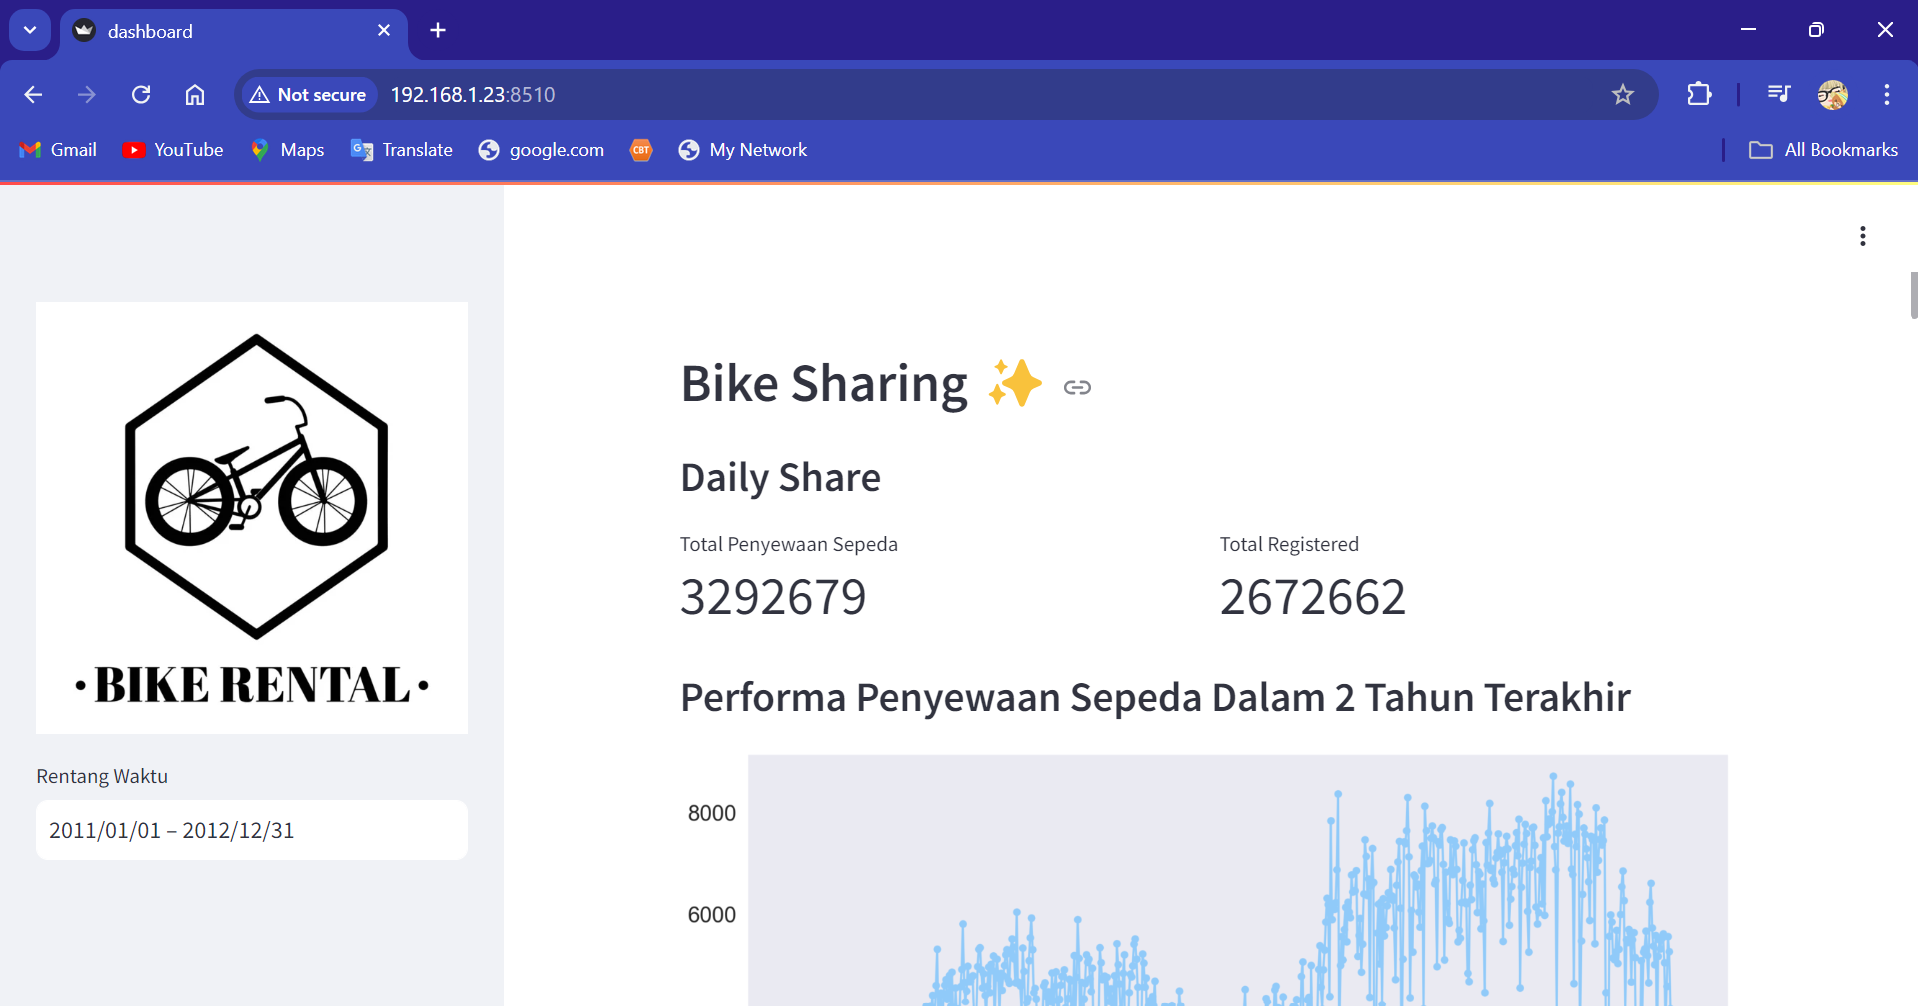 dashboard
Not secure
192.168.1.23:8510
Gmail
YouTube
Maps
Translate
google.com
CBT
My Network
All Bookmarks
• BIKE RENTAL •
Rentang Waktu
2011/01/01 – 2012/12/31
Bike Sharing ✨
Daily Share
Total Penyewaan Sepeda
3292679
Total Registered
2672662
Performa Penyewaan Sepeda Dalam 2 Tahun Terakhir
8000
6000